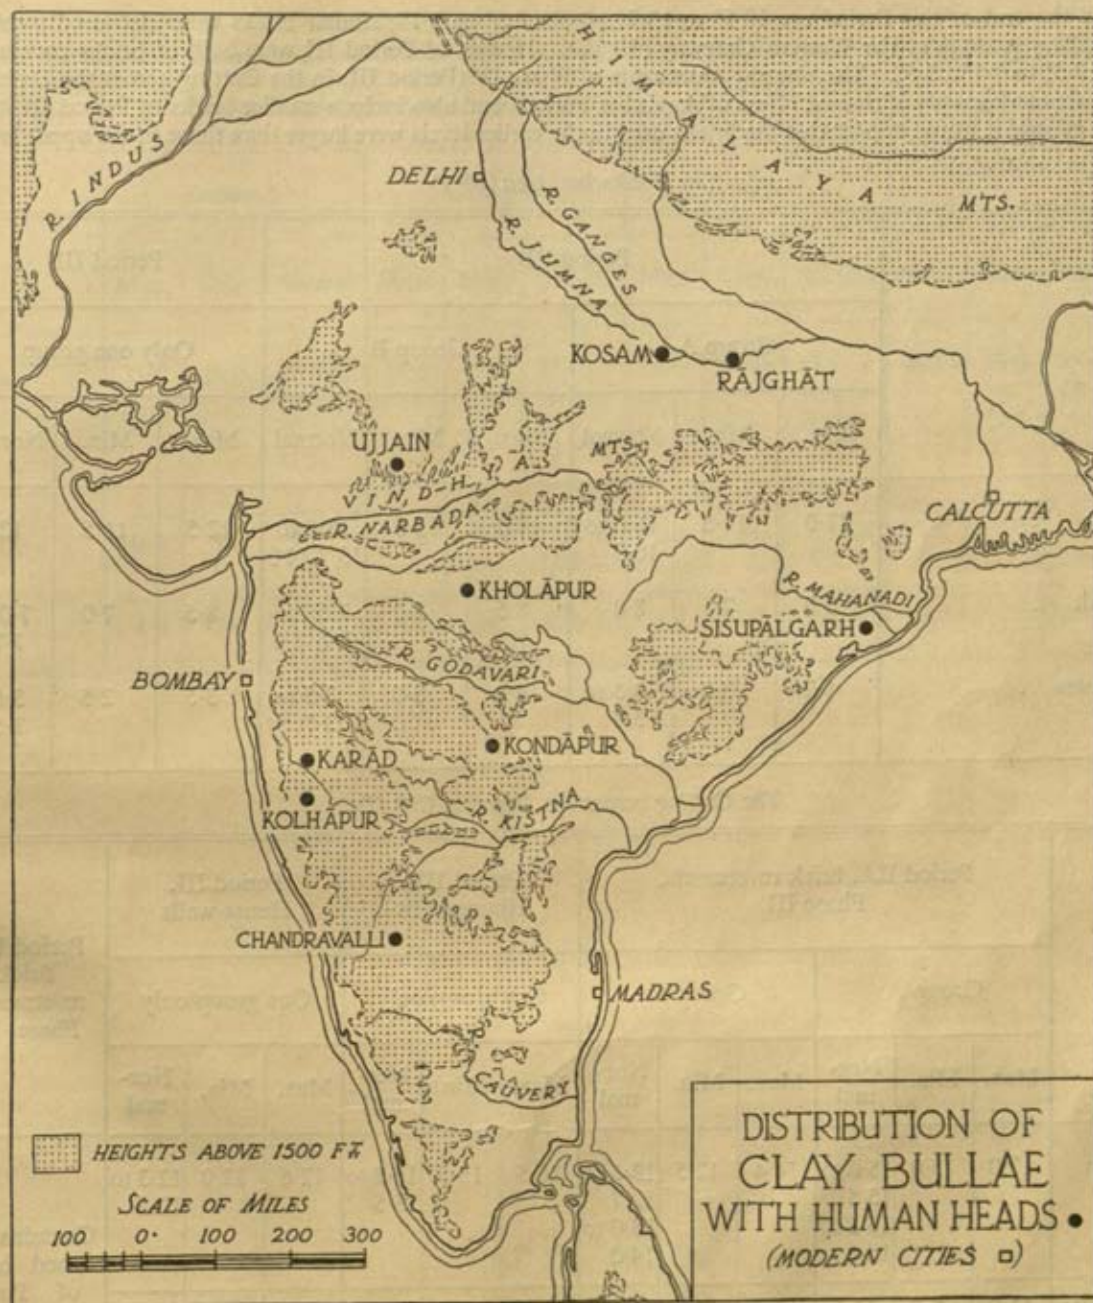 HIMALAYA
MTS.
R. INDUS
DELHI
R. GANGES
R. JUMNA
KOSAM
RĀJGHĀT
UJJAIN
VINDHYA
MTS.
R. NARBADA
CALCUTTA
KHOLĀPUR
R. MAHANADI
SISUPĀLGARH
R. GODAVARI
BOMBAY
KONDĀPUR
KARĀD
KOLHĀPUR
R. KISTNA
CHANDRAVALLI
MADRAS
CAUVERY
HEIGHTS ABOVE 1500 FT.
SCALE OF MILES
100 0 100 200 300
DISTRIBUTION OF
CLAY BULLAE
WITH HUMAN HEADS
(MODERN CITIES)